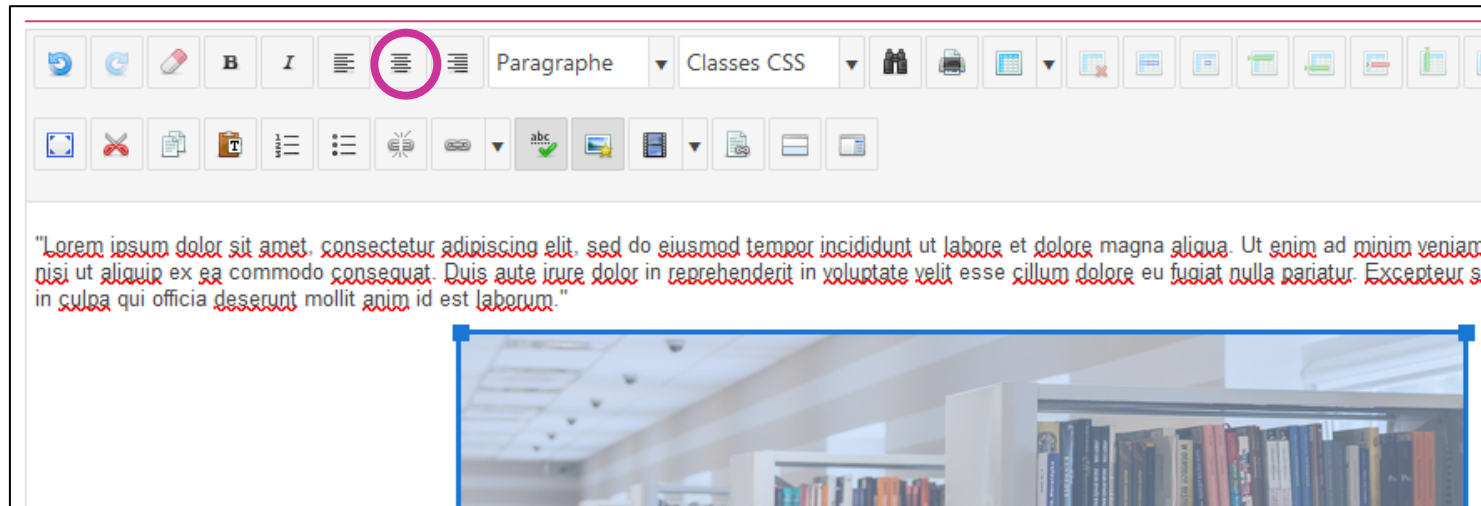 B I Paragraphe Classes CSS
T abc
"Lorem ipsum dolor sit amet, consectetur adipiscing elit, sed do eiusmod tempor incididunt ut labore et dolore magna aliqua. Ut enim ad minim veniam
nisi ut aliquip ex ea commodo consequat. Duis aute irure dolor in reprehenderit in voluptate velit esse cillum dolore eu fugiat nulla pariatur. Excepteur s
in culpa qui officia deserunt mollit anim id est laborum."